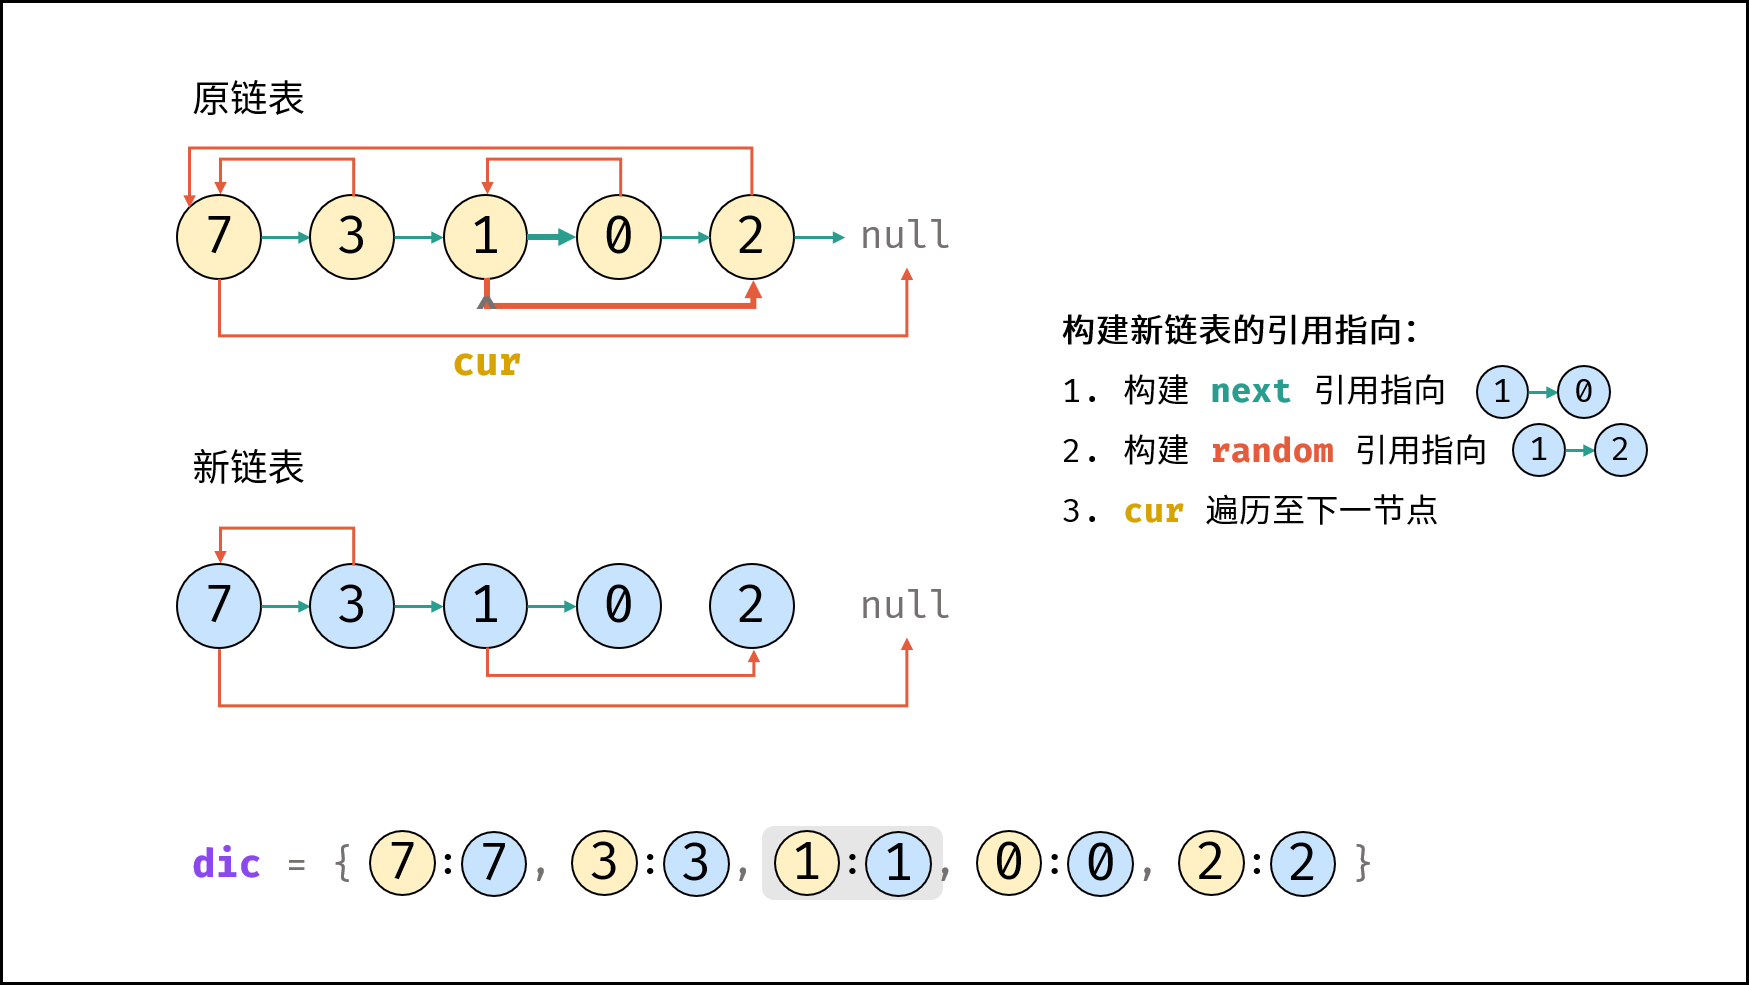 原链表
7 3 1 0 2 null
cur
构建新链表的引用指向：
1. 构建 next 引用指向 1 0
2. 构建 random 引用指向 1 2
3. cur 遍历至下一节点
新链表
7 3 1 0 2 null
dic = { 7:7, 3:3, 1:1, 0:0, 2:2 }